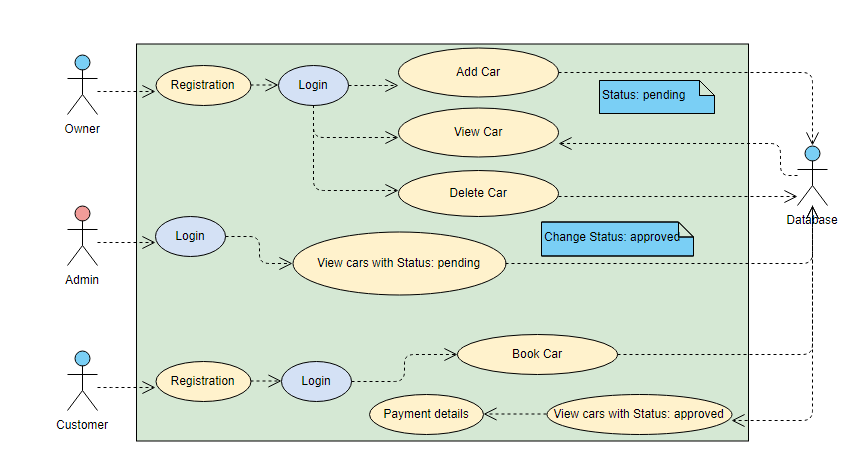 Owner
Registration
Login
Add Car
Status: pending
View Car
Delete Car
Database
Admin
Login
View cars with Status: pending
Change Status: approved
Customer
Registration
Login
Book Car
Payment details
View cars with Status: approved